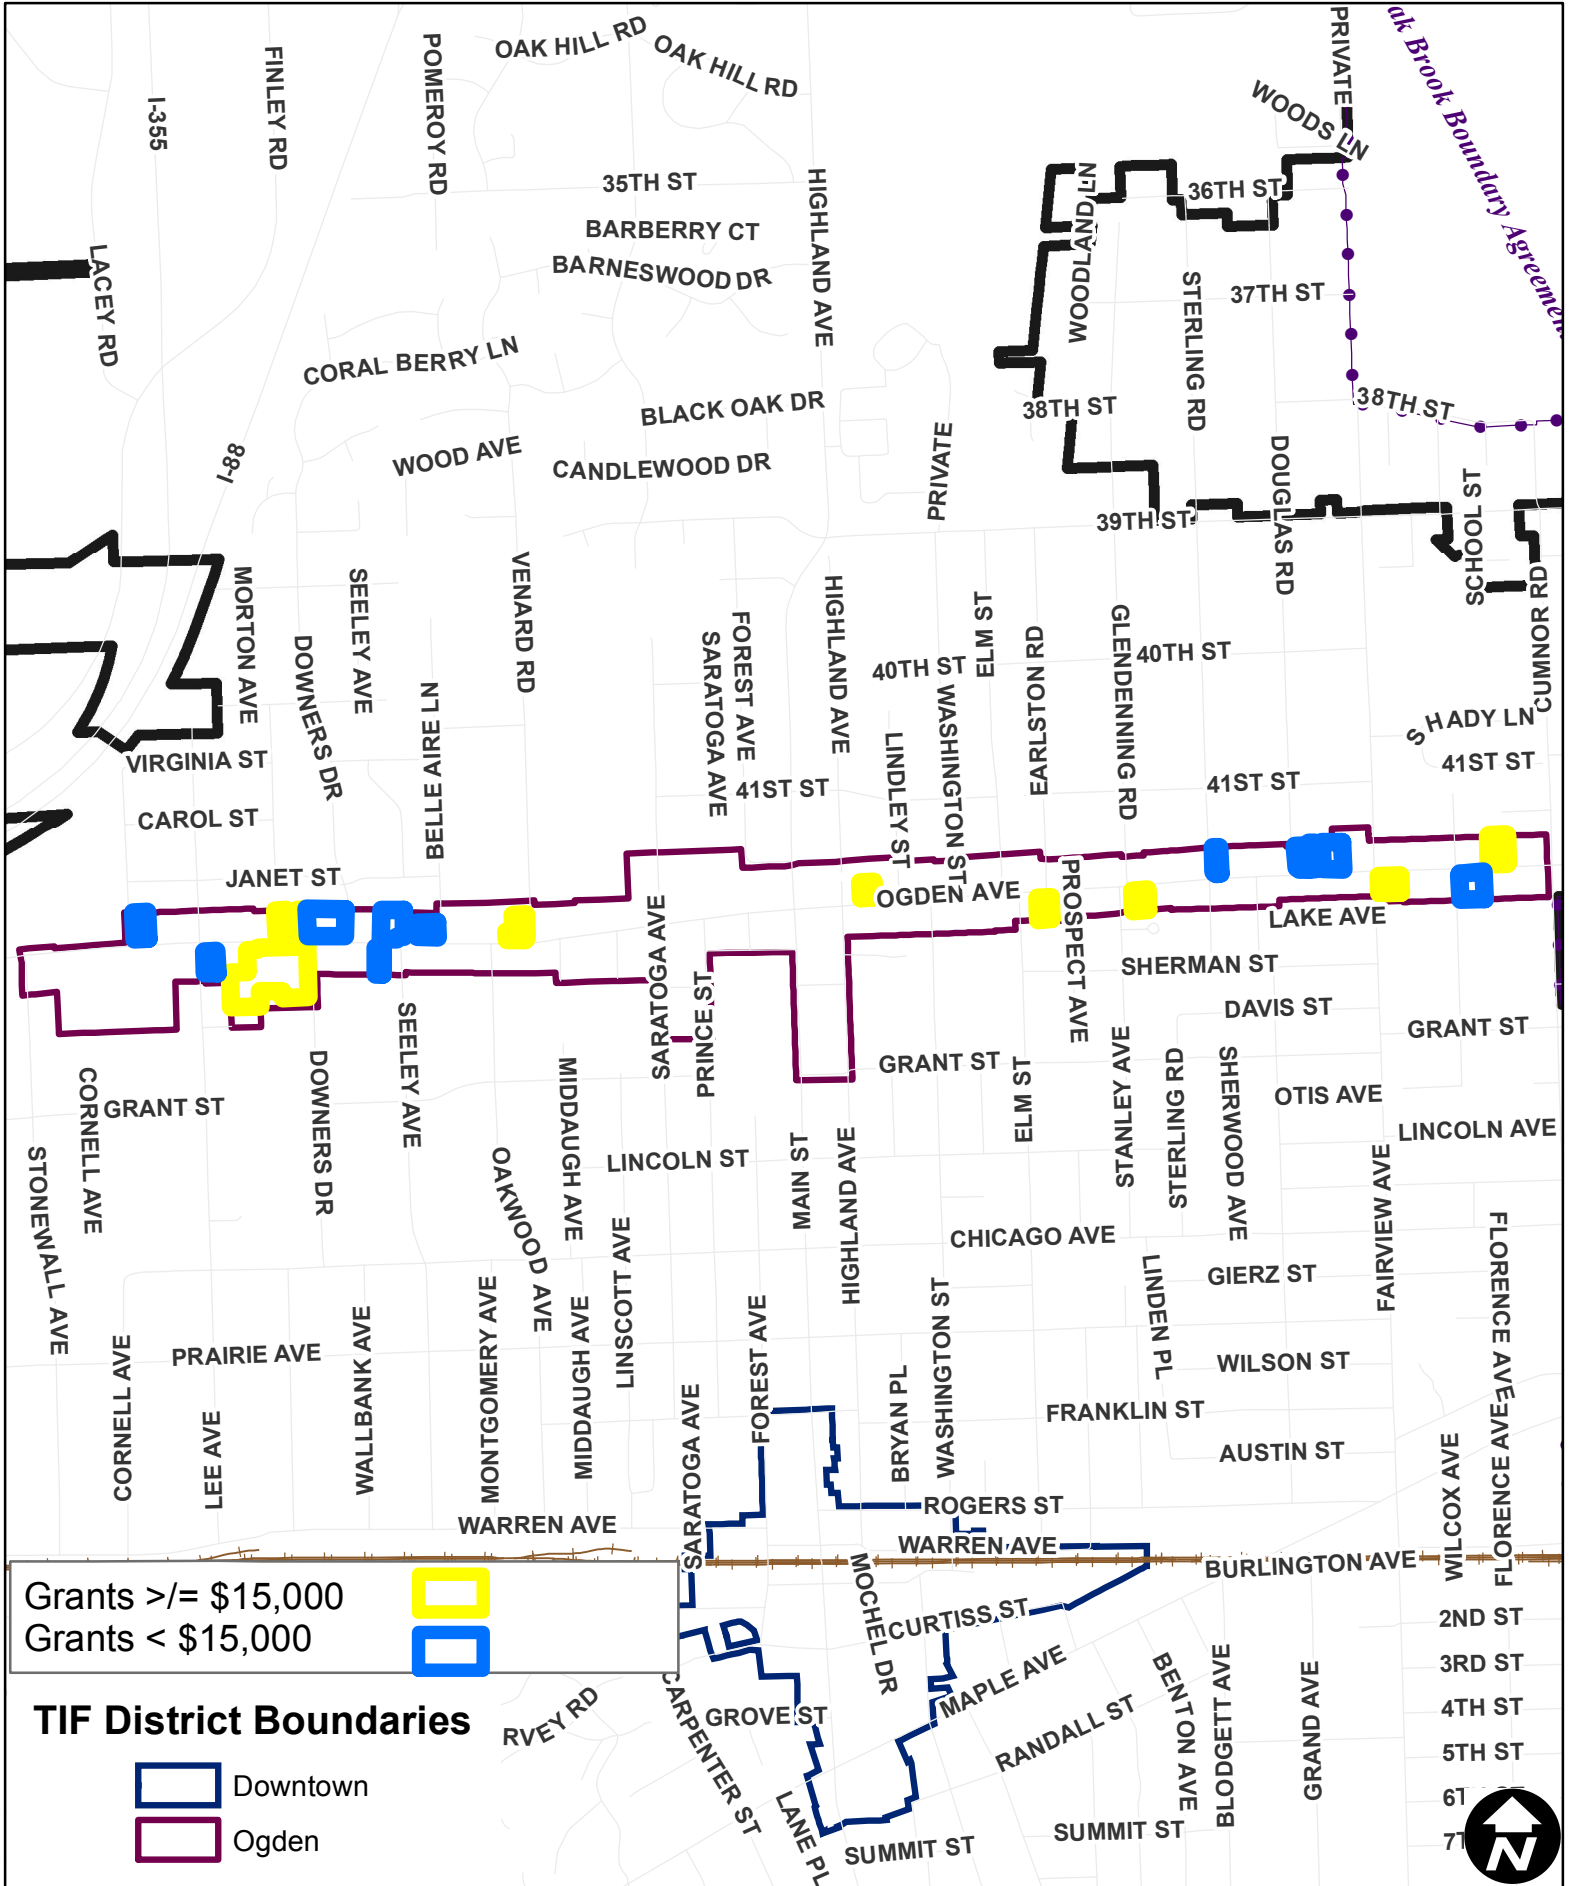 OAK HILL RD
OAK HILL RD
PRIVATE
ak Brook Boundary Agreemen
I-355
FINLEY RD
POMEROY RD
WOODS LN
35TH ST
HIGHLAND AVE
WOODLAND LN
36TH ST
BARBERRY CT
BARNESWOOD DR
LACEY RD
STERLING RD
37TH ST
CORAL BERRY LN
BLACK OAK DR
38TH ST
38TH ST
I-88
WOOD AVE
CANDLEWOOD DR
PRIVATE
39TH ST
DOUGLAS RD
SCHOOL ST
MORTON AVE
SEELEY AVE
VENARD RD
DOWNERS DR
BELLE AIRE LN
SARATOGA AVE
FOREST AVE
HIGHLAND AVE
ELM ST
40TH ST
WASHINGTON ST
EARLSTON RD
GLENDENNING RD
40TH ST
CUMNOR RD
SHADY LN
VIRGINIA ST
LINDLEY ST
41ST ST
41ST ST
41ST ST
CAROL ST
JANET ST
OGDEN AVE
PROSPECT AVE
LAKE AVE
SARATOGA AVE
PRINCE ST
SHERMAN ST
DAVIS ST
GRANT ST
SEELEY AVE
DOWNERS DR
CORNELL AVE
GRANT ST
MIDDAUGH AVE
GRANT ST
ELM ST
STANLEY AVE
STERLING RD
SHERWOOD AVE
OTIS AVE
LINCOLN AVE
STONEWALL AVE
OAKWOOD AVE
LINCOLN ST
MAIN ST
HIGHLAND AVE
FAIRVIEW AVE
CHICAGO AVE
LINSCOTT AVE
FLORENCE AVE
LINDEN PL
GIERZ ST
CORNELL AVE
PRAIRIE AVE
WALLBANK AVE
MONTGOMERY AVE
MIDDAUGH AVE
FOREST AVE
WASHINGTON ST
BRYAN PL
WILSON ST
FRANKLIN ST
LEE AVE
SARATOGA AVE
AUSTIN ST
WILCOX AVE
FLORENCE AVE
ROGERS ST
WARREN AVE
WARREN AVE
BURLINGTON AVE
MOCHEL DR
CURTISS ST
Grants >/= $15,000
Grants < $15,000
2ND ST
3RD ST
4TH ST
5TH ST
6T
7T
MAPLE AVE
BENTON AVE
BLODGETT AVE
GRAND AVE
RVEY RD
CARPENTER ST
GROVE ST
RANDALL ST
LANE PL
SUMMIT ST
SUMMIT ST
TIF District Boundaries
Downtown
Ogden
N